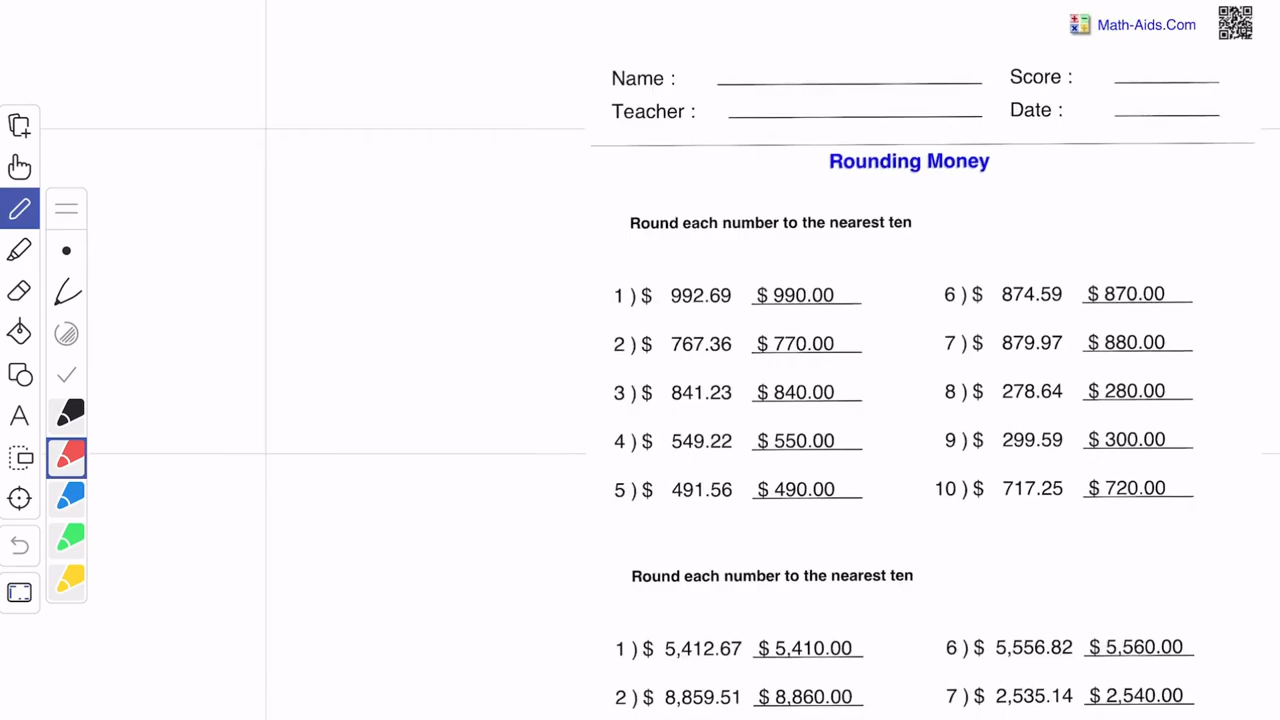 Math-Aids.Com
Name : Score :
Teacher : Date :
Rounding Money
Round each number to the nearest ten
1 ) $ 992.69 $ 990.00 6 ) $ 874.59 $ 870.00
2 ) $ 767.36 $ 770.00 7 ) $ 879.97 $ 880.00
3 ) $ 841.23 $ 840.00 8 ) $ 278.64 $ 280.00
4 ) $ 549.22 $ 550.00 9 ) $ 299.59 $ 300.00
5 ) $ 491.56 $ 490.00 10 ) $ 717.25 $ 720.00
Round each number to the nearest ten
1 ) $ 5,412.67 $ 5,410.00 6 ) $ 5,556.82 $ 5,560.00
2 ) $ 8,859.51 $ 8,860.00 7 ) $ 2,535.14 $ 2,540.00
A